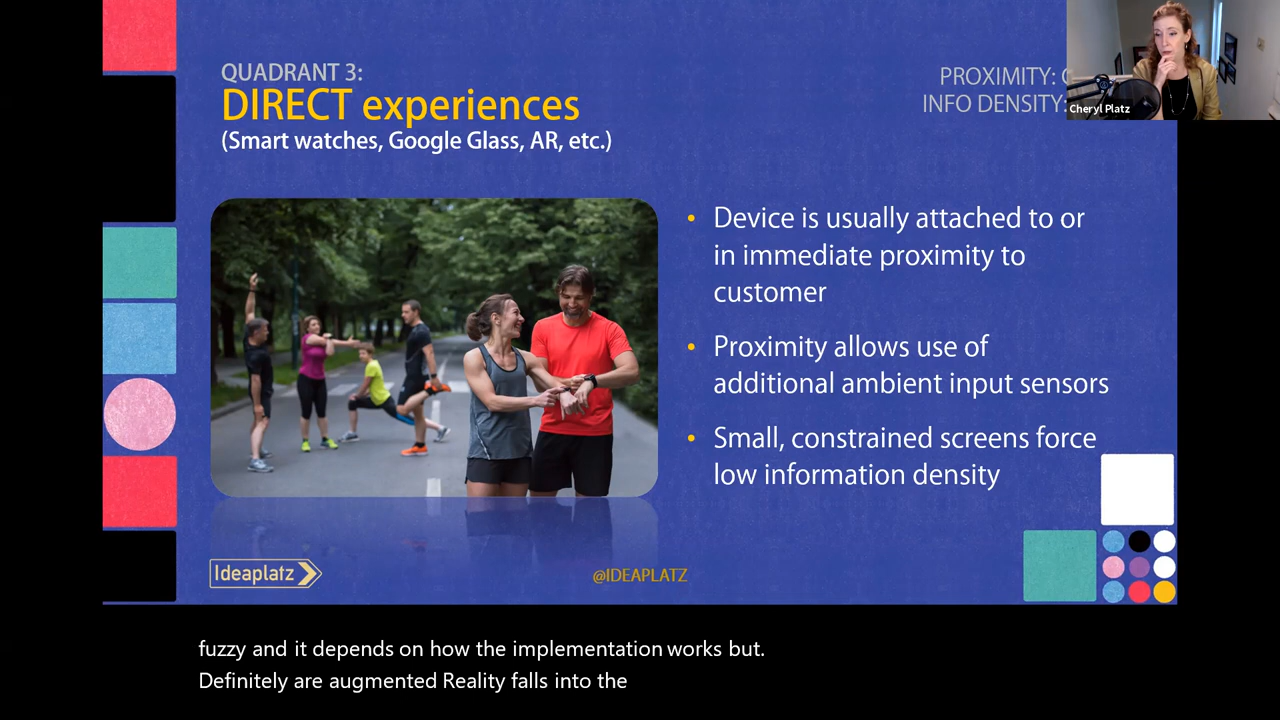 QUADRANT 3:
DIRECT experiences
(Smart watches, Google Glass, AR, etc.)
PROXIMITY:
INFO DENSITY:
Cheryl Platz
• Device is usually attached to or
in immediate proximity to
customer
• Proximity allows use of
additional ambient input sensors
• Small, constrained screens force
low information density
Ideaplatz
@IDEAPLATZ
fuzzy and it depends on how the implementation works but.
Definitely are augmented Reality falls into the